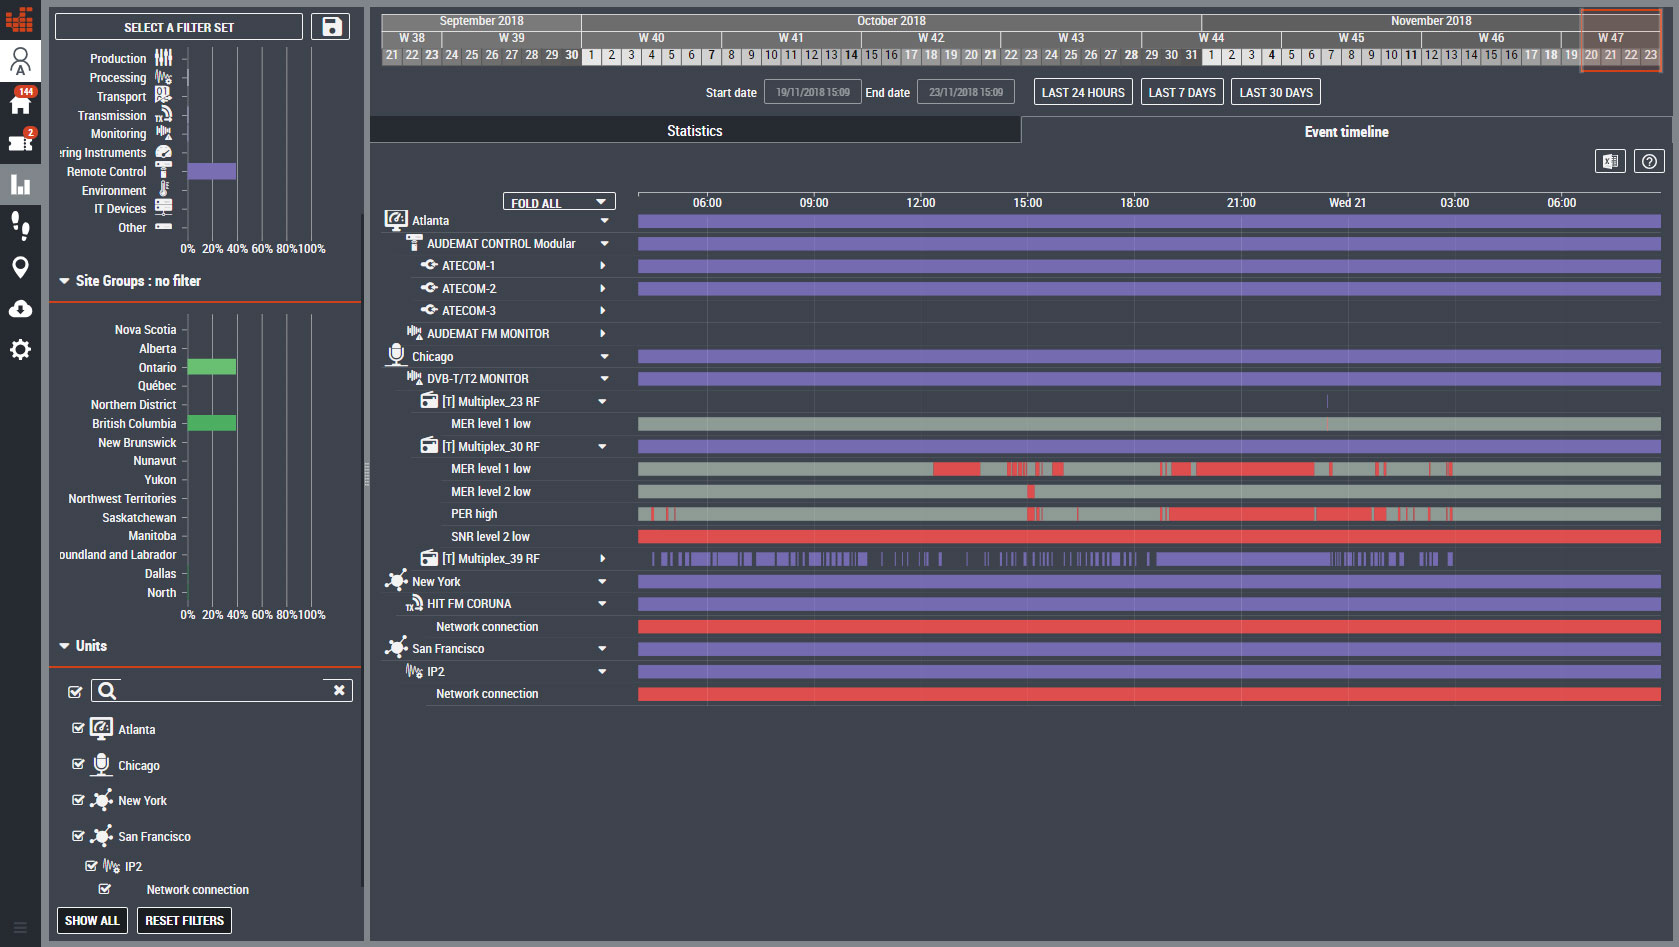 144
2
SELECT A FILTER SET
Production
Processing
Transport
Transmission
Monitoring
ering Instruments
Remote Control
Environment
IT Devices
Other
0% 20% 40% 60% 80% 100%
Site Groups : no filter
Nova Scotia
Alberta
Ontario
Québec
Northern District
British Columbia
New Brunswick
Nunavut
Yukon
Northwest Territories
Saskatchewan
Manitoba
oundland and Labrador
Dallas
North
0% 20% 40% 60% 80% 100%
Units
Atlanta
Chicago
New York
San Francisco
IP2
Network connection
SHOW ALL RESET FILTERS
September 2018 October 2018 November 2018
W 38 W 39 W 40 W 41 W 42 W 43 W 44 W 45 W 46 W 47
21 22 23 24 25 26 27 28 29 30 1 2 3 4 5 6 7 8 9 10 11 12 13 14 15 16 17 18 19 20 21 22 23 24 25 26 27 28 29 30 31 1 2 3 4 5 6 7 8 9 10 11 12 13 14 15 16 17 18 19 20 21 22 23
Start date 19/11/2018 15:09 End date 23/11/2018 15:09 LAST 24 HOURS LAST 7 DAYS LAST 30 DAYS
Statistics Event timeline
FOLD ALL 06:00 09:00 12:00 15:00 18:00 21:00 Wed 21 03:00 06:00
Atlanta
AUDEMAT CONTROL Modular
ATECOM-1
ATECOM-2
ATECOM-3
AUDEMAT FM MONITOR
Chicago
DVB-T/T2 MONITOR
[T] Multiplex_23 RF
MER level 1 low
[T] Multiplex_30 RF
MER level 1 low
MER level 2 low
PER high
SNR level 2 low
[T] Multiplex_39 RF
New York
HIT FM CORUNA
Network connection
San Francisco
IP2
Network connection